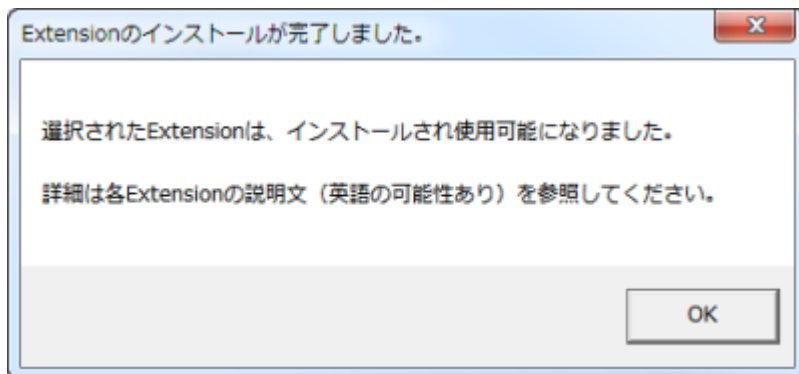 Extensionのインストールが完了しました。
選択されたExtensionは、インストールされ使用可能になりました。
詳細は各Extensionの説明文（英語の可能性あり）を参照してください。
OK